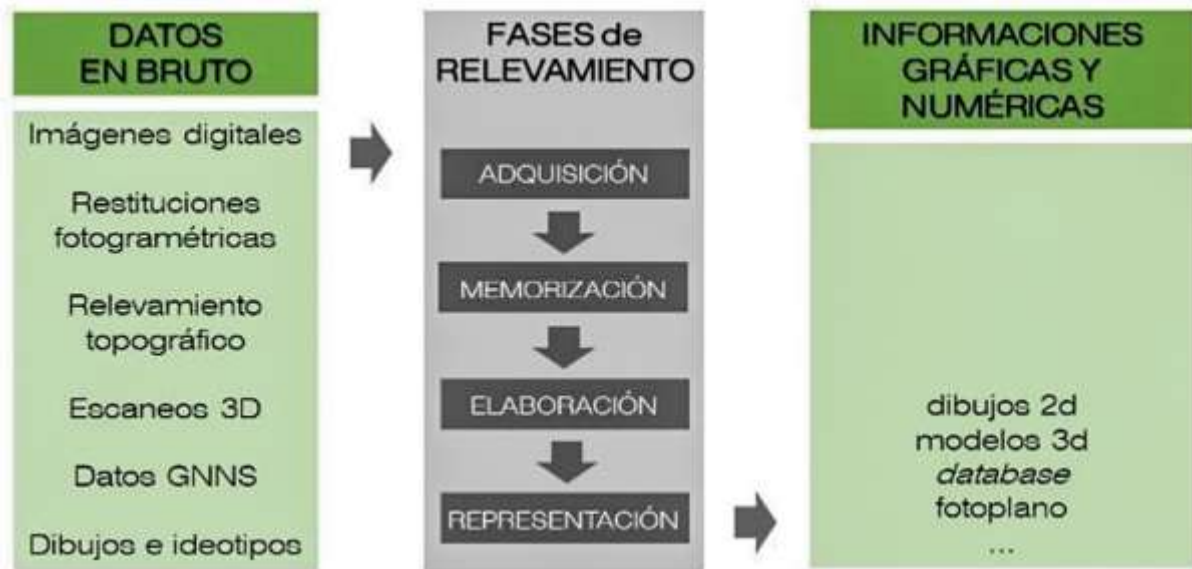 DATOS
EN BRUTO
Imágenes digitales
Restituciones
fotogramétricas
Relevamiento
topográfico
Escaneos 3D
Datos GNNS
Dibujos e ideotipos
FASES de
RELEVAMIENTO
ADQUISICIÓN
MEMORIZACIÓN
ELABORACIÓN
REPRESENTACIÓN
INFORMACIONES
GRÁFICAS Y
NUMÉRICAS
dibujos 2d
modelos 3d
database
fotoplano
...